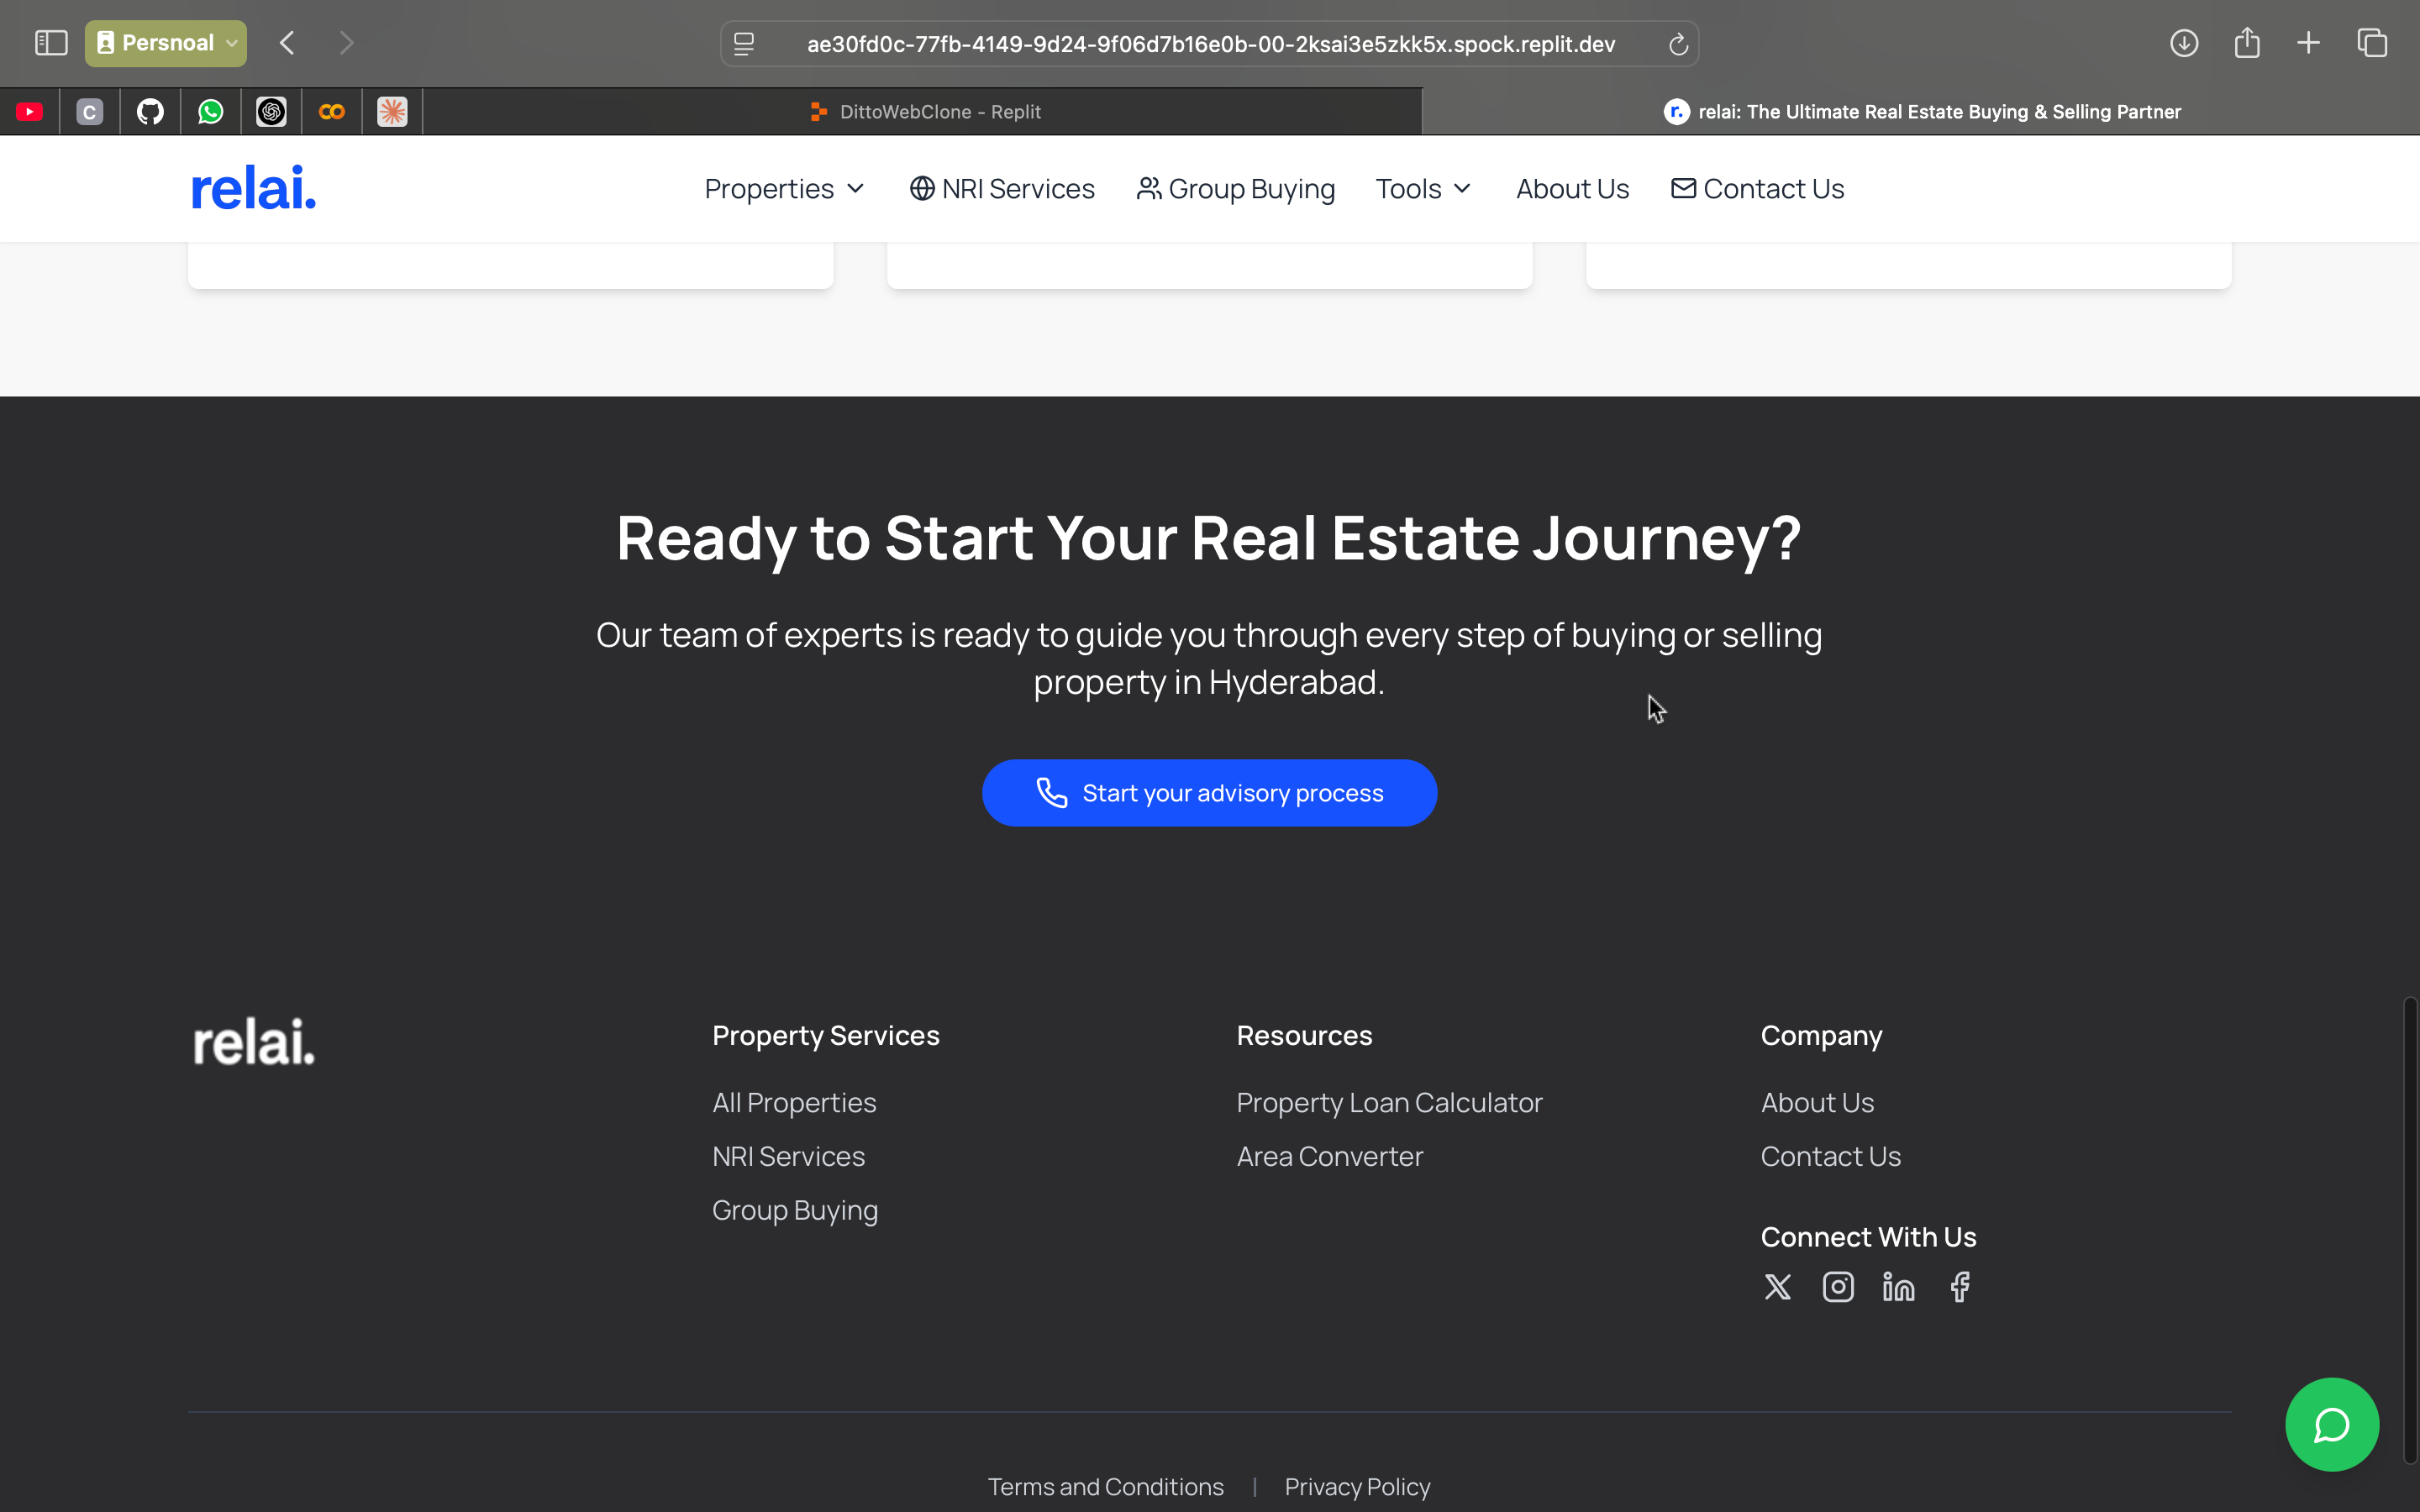 Persnoal
ae30fd0c-77fb-4149-9d24-9f06d7b16e0b-00-2ksai3e5zkk5x.spock.replit.dev
C
DittoWebClone - Replit
r. relai: The Ultimate Real Estate Buying & Selling Partner
relai.
Properties
NRI Services
Group Buying
Tools
About Us
Contact Us
Ready to Start Your Real Estate Journey?
Our team of experts is ready to guide you through every step of buying or selling
property in Hyderabad.
Start your advisory process
relai.
Property Services
All Properties
NRI Services
Group Buying
Resources
Property Loan Calculator
Area Converter
Company
About Us
Contact Us
Connect With Us
Terms and Conditions | Privacy Policy